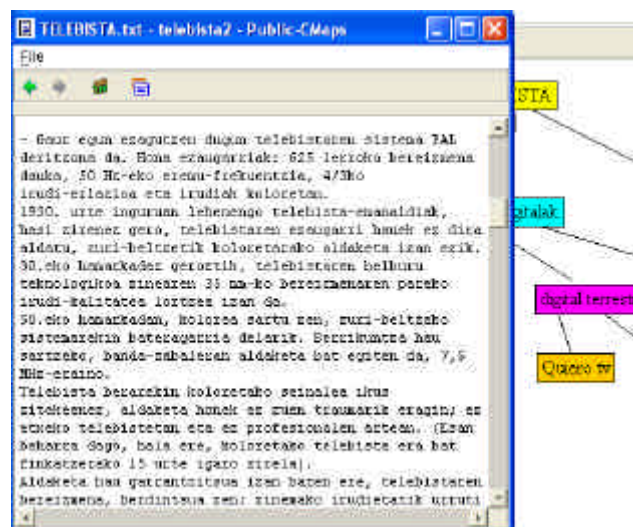 TELEBISTA.txt - telebista2 - Public-CMaps
File
- Gaur egun ezagutzen dugun telebistaren sistema PAL
deritzona da. Hona ezaugarriak: 625 lerroko bereizmena
dauka, 50 Hz-eko eremu-frekuentzia, 4/3ko
irudi-erlazioa eta irudiak koloretan.
1930. urte inguruan lehenengo telebista-emanaldiak,
hasi zirenez gero, telebistaren ezaugarri hauek ez dira
aldatu, zuri-beltzetik koloretarako aldaketa izan ezik.
30.eko hamarkadaz geroztik, telebistaren helburu
teknologikoa zinearen 35 mm-ko bereizmenaren pareko
irudi-kalitatea lortzea izan da.
50.eko hamarkadan, kolorea sartu zen, zuri-beltzeko
sistemarekin bateragarria delarik. Berrikuntza hau
sartzeko, banda-zabaleran aldaketa bat egiten da, 7,5
MHz-eraino.
Telebista berarekin koloretako seinalea ikus
zitekeenez, aldaketa honek ez zuen traumarik eragin; ez
etxeko telebistetan eta ez profesionalen artean. (Esan
beharra dago, hala ere, koloretako telebista era bat
finkatzerako 15 urte igaro zirela).
Aldaketa hau garrantzitsua izan bazen ere, telebistaren
bereizmena, berdintsua zen: zinemako irudietatik urruti
ISTA
gitalak
digital terrest
Quiero tv